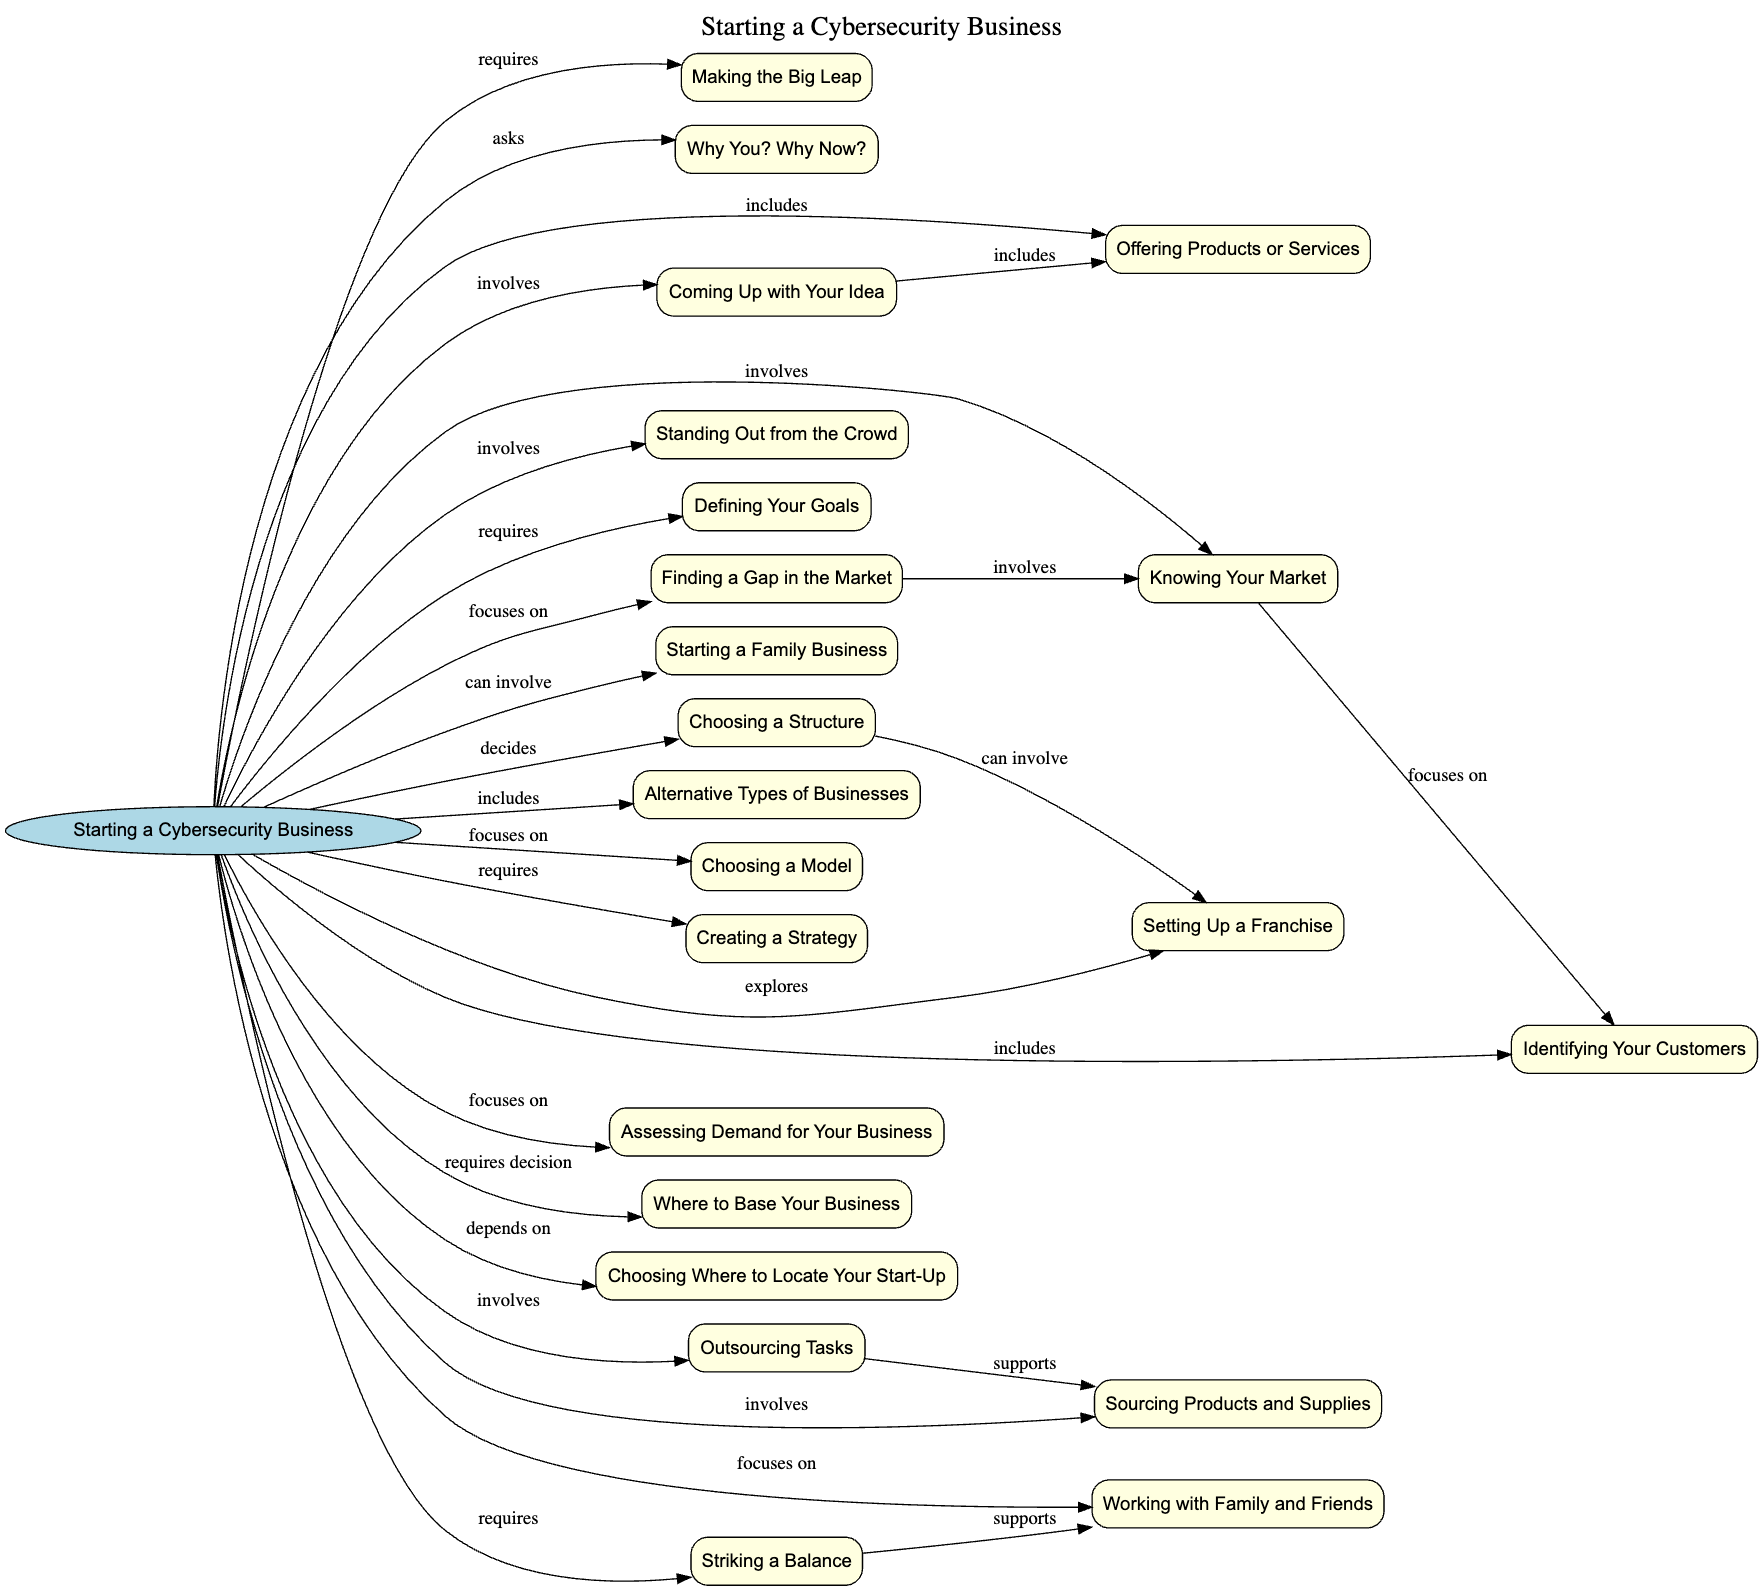 Starting a Cybersecurity Business
requires
Making the Big Leap
asks
Why You? Why Now?
includes
Offering Products or Services
includes
involves
Coming Up with Your Idea
involves
Standing Out from the Crowd
involves
Defining Your Goals
requires
Finding a Gap in the Market
involves
Knowing Your Market
focuses on
Starting a Family Business
can involve
Choosing a Structure
decides
can involve
focuses on
Alternative Types of Businesses
includes
Starting a Cybersecurity Business
focuses on
Choosing a Model
requires
Creating a Strategy
Setting Up a Franchise
explores
includes
Identifying Your Customers
focuses on
Assessing Demand for Your Business
requires decision
Where to Base Your Business
depends on
Choosing Where to Locate Your Start-Up
involves
Outsourcing Tasks
supports
Sourcing Products and Supplies
involves
focuses on
Working with Family and Friends
requires
supports
Striking a Balance